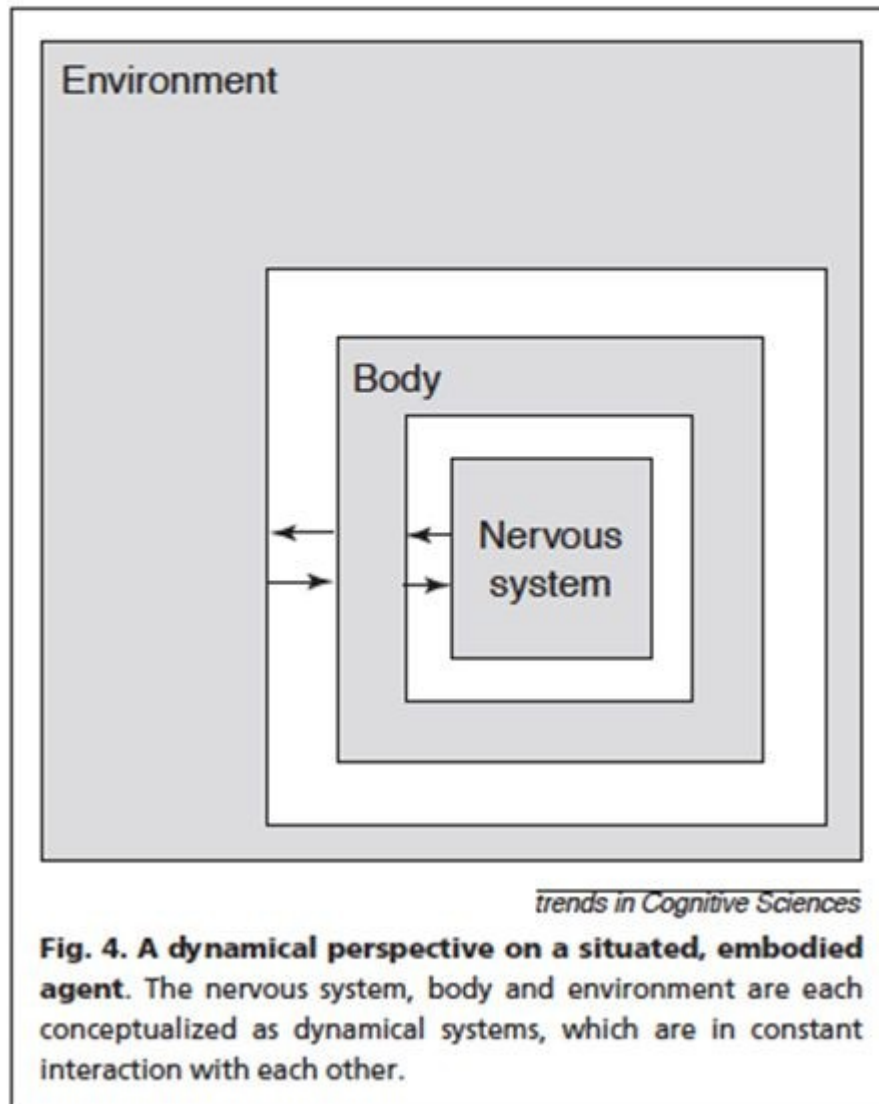 Environment
Body
Nervous
system
trends in Cognitive Sciences
Fig. 4. A dynamical perspective on a situated, embodied
agent. The nervous system, body and environment are each
conceptualized as dynamical systems, which are in constant
interaction with each other.